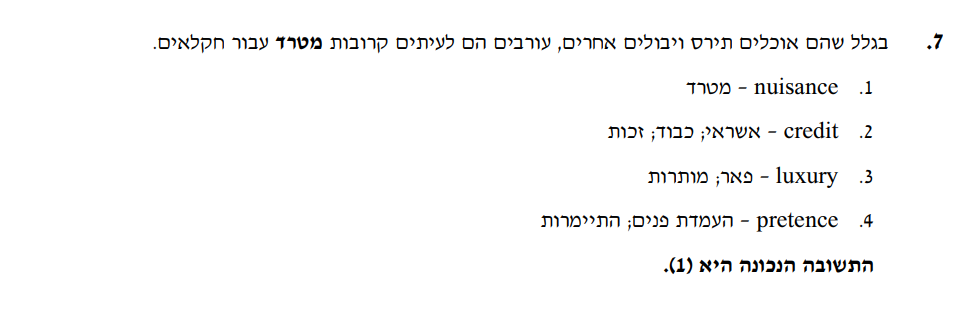 7. בגלל שהם אוכלים תירס ויבולים אחרים, עורבים הם לעיתים קרובות מטרד עבור חקלאים.
1. nuisance – מטרד
2. credit – אשראי; כבוד; זכות
3. luxury – פאר; מותרות
4. pretence – העמדת פנים; התיימרות
התשובה הנכונה היא (1).